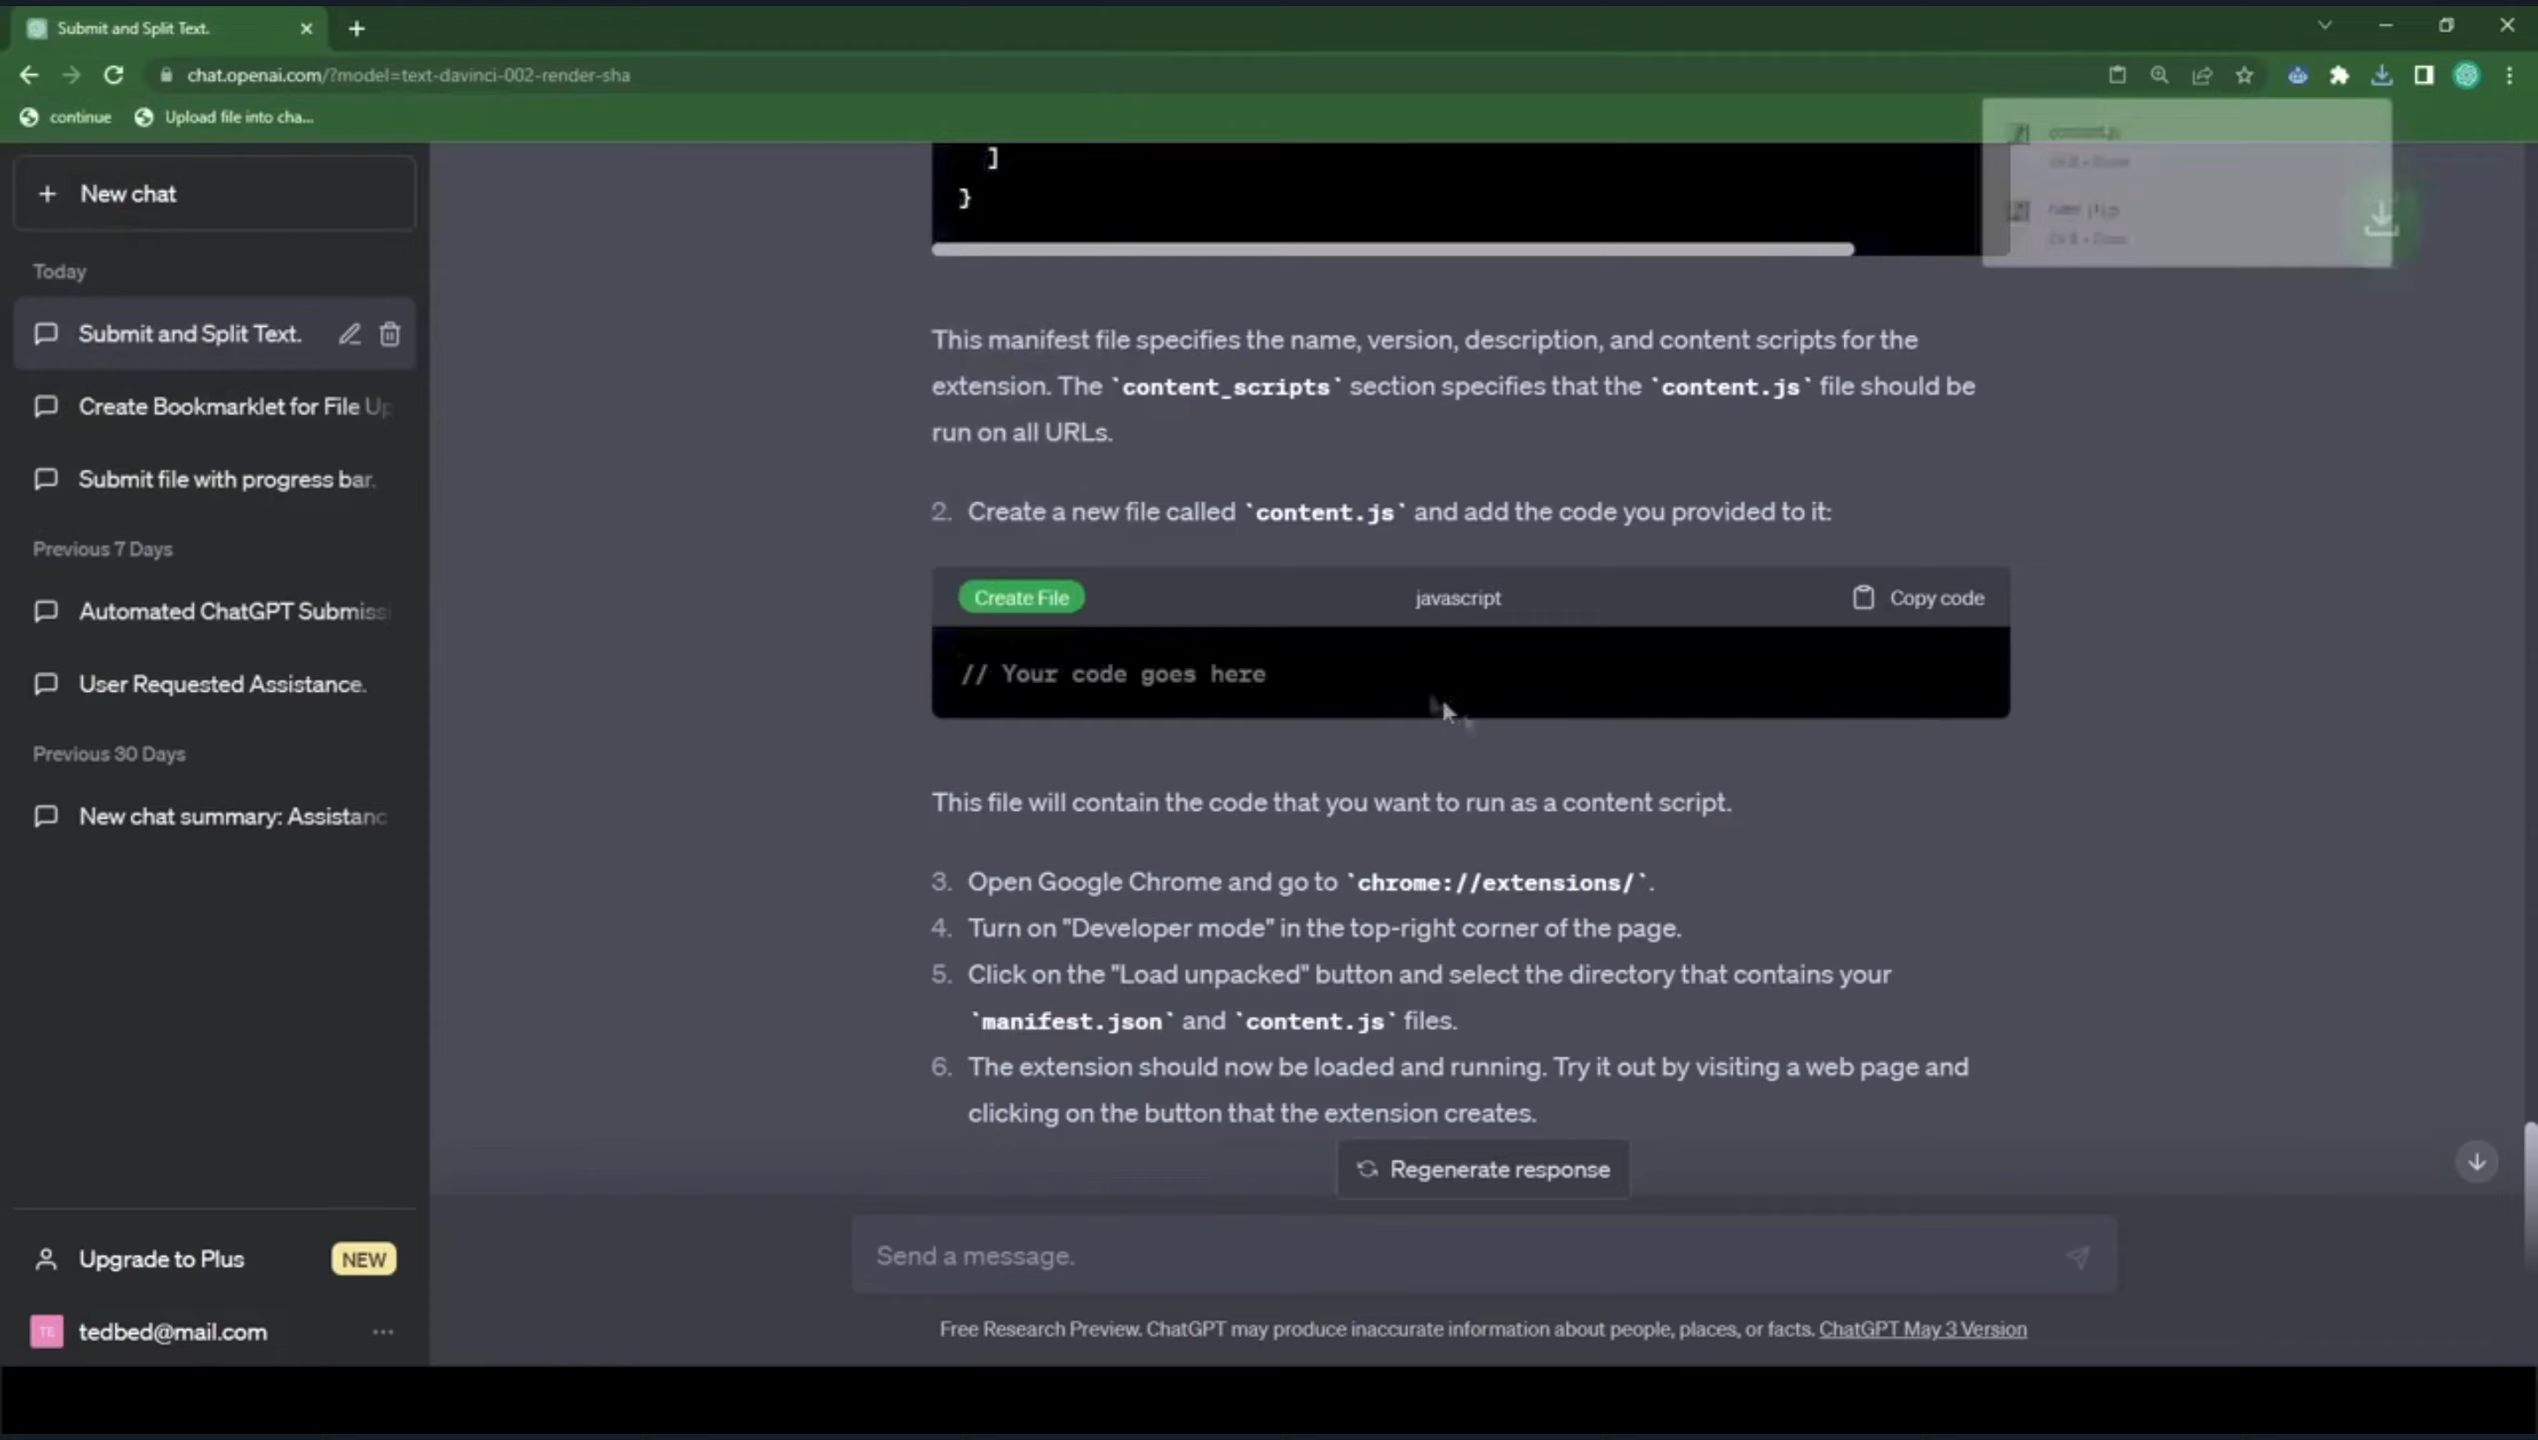 Submit and Split Text.
chat.openai.com/?model=text-davinci-002-render-sha
continue
Upload file into cha...
New chat
Today
Submit and Split Text.
Create Bookmarklet for File Up
Submit file with progress bar.
Previous 7 Days
Automated ChatGPT Submiss
User Requested Assistance.
Previous 30 Days
New chat summary: Assistanc
Upgrade to Plus
NEW
TE
tedbed@mail.com
]
}
This manifest file specifies the name, version, description, and content scripts for the
extension. The `content_scripts` section specifies that the `content.js` file should be
run on all URLs.
2. Create a new file called `content.js` and add the code you provided to it:
Create File
javascript
Copy code
// Your code goes here
This file will contain the code that you want to run as a content script.
3. Open Google Chrome and go to `chrome://extensions/`.
4. Turn on "Developer mode" in the top-right corner of the page.
5. Click on the "Load unpacked" button and select the directory that contains your
`manifest.json` and `content.js` files.
6. The extension should now be loaded and running. Try it out by visiting a web page and
clicking on the button that the extension creates.
Regenerate response
Send a message.
Free Research Preview. ChatGPT may produce inaccurate information about people, places, or facts. ChatGPT May 3 Version